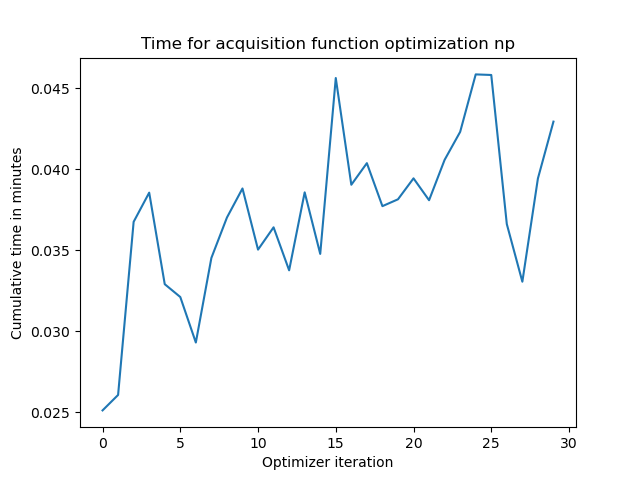 Time for acquisition function optimization np
Cumulative time in minutes
0.045
0.040
0.035
0.030
0.025
0 5 10 15 20 25 30
Optimizer iteration